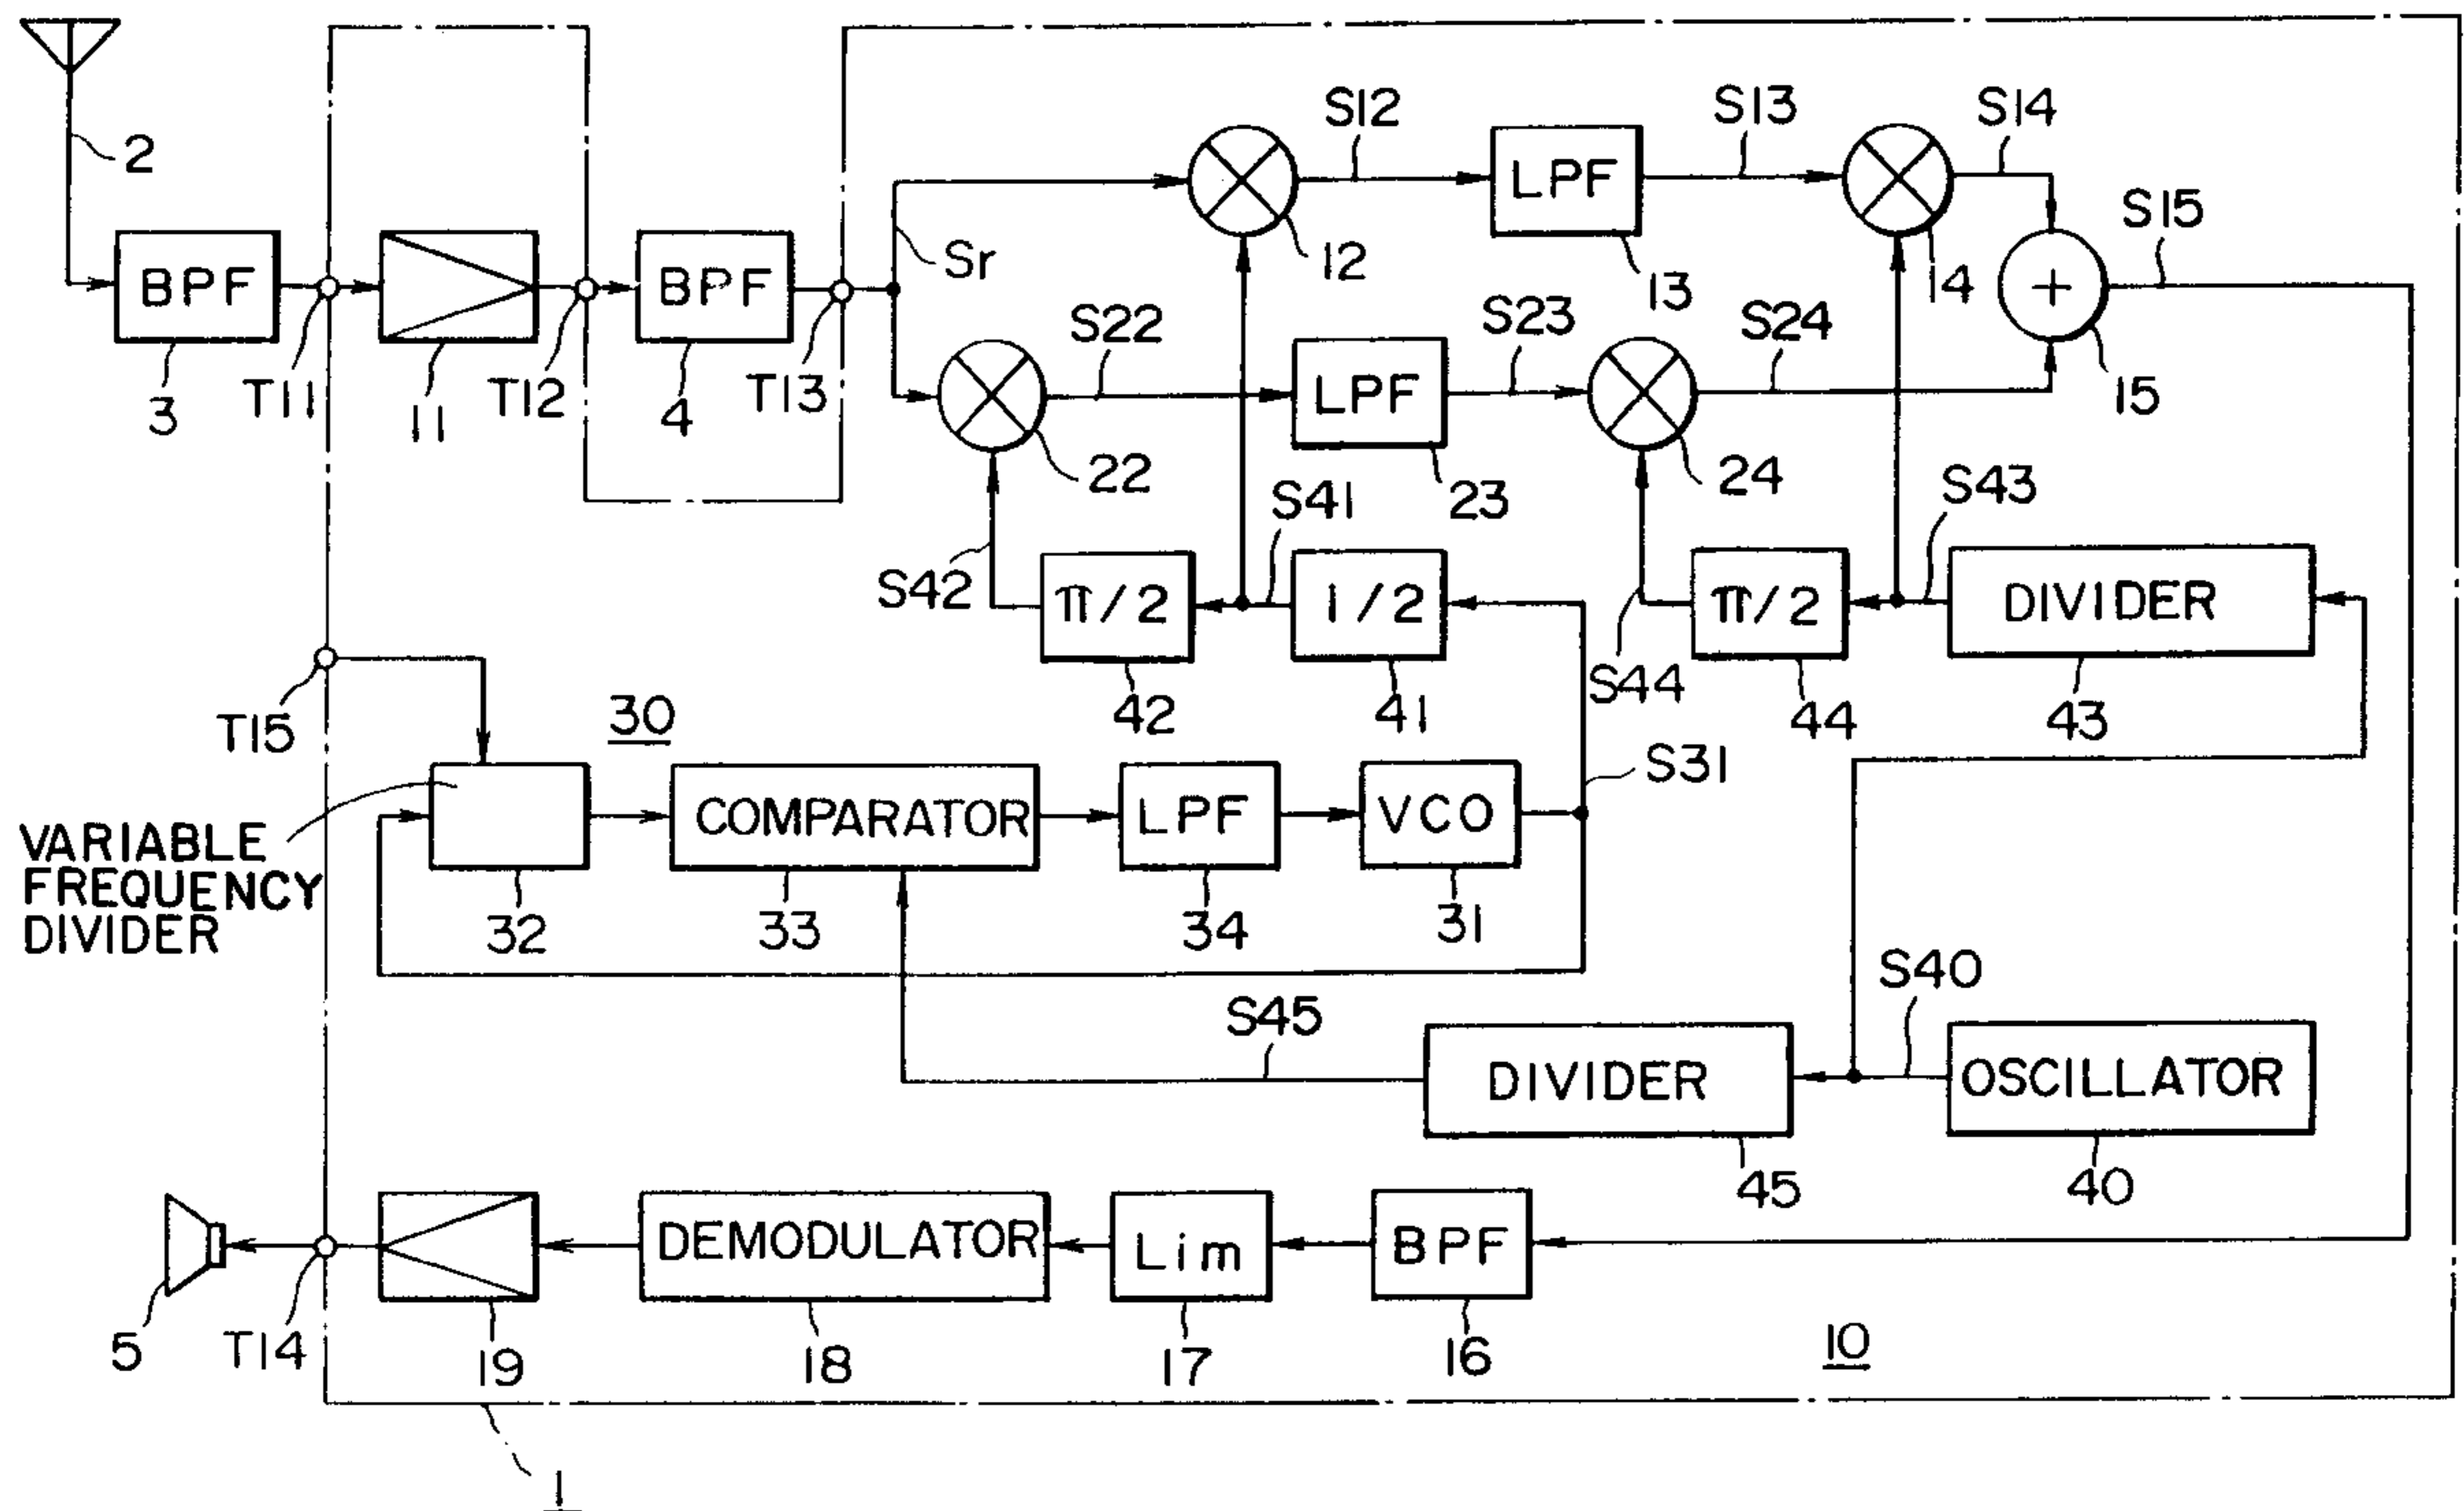 2
BPF
3
T11
11
T12
BPF
4
T13
Sr
12
S12
LPF
13
S13
14
S14
15
S15
+
22
S22
LPF
23
S23
24
S24
S42
π/2
42
S41
1/2
41
S44
π/2
44
S43
DIVIDER
43
T15
30
VARIABLE
FREQUENCY
DIVIDER
32
COMPARATOR
33
LPF
34
VCO
31
S31
S45
DIVIDER
45
S40
OSCILLATOR
40
5
T14
19
DEMODULATOR
18
Lim
17
BPF
16
10
1